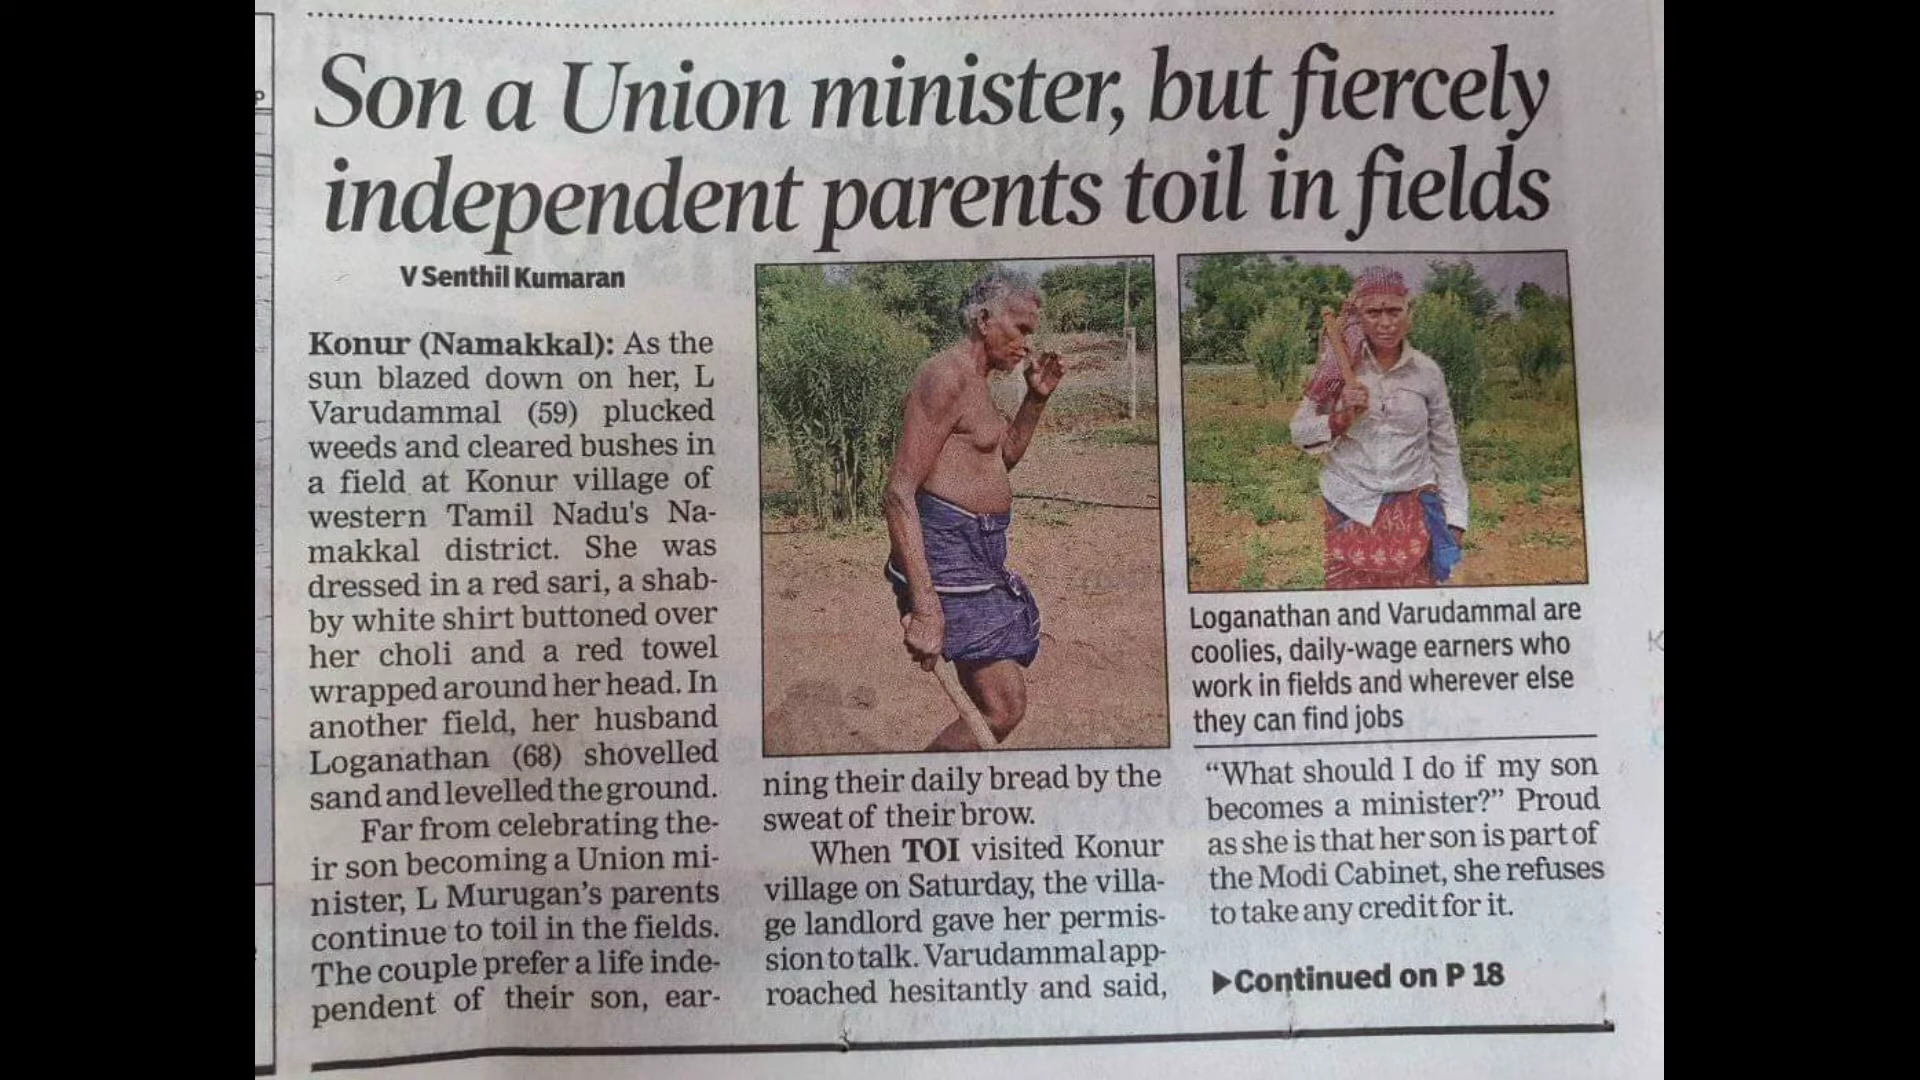 Son a Union minister, but fiercely
independent parents toil in fields
V Senthil Kumaran
Konur (Namakkal): As the
sun blazed down on her, L
Varudammal (59) plucked
weeds and cleared bushes in
a field at Konur village of
western Tamil Nadu's Na-
makkal district. She was
dressed in a red sari, a shab-
by white shirt buttoned over
her choli and a red towel
wrapped around her head. In
another field, her husband
Loganathan (68) shovelled
sand and levelled the ground.
Far from celebrating the-
ir son becoming a Union mi-
nister, L Murugan’s parents
continue to toil in the fields.
The couple prefer a life inde-
pendent of their son, ear-
ning their daily bread by the
sweat of their brow.
When TOI visited Konur
village on Saturday, the villa-
ge landlord gave her permis-
sion to talk. Varudammal app-
roached hesitantly and said,
Loganathan and Varudammal are
coolies, daily-wage earners who
work in fields and wherever else
they can find jobs
“What should I do if my son
becomes a minister?” Proud
as she is that her son is part of
the Modi Cabinet, she refuses
to take any credit for it.
▶Continued on P 18